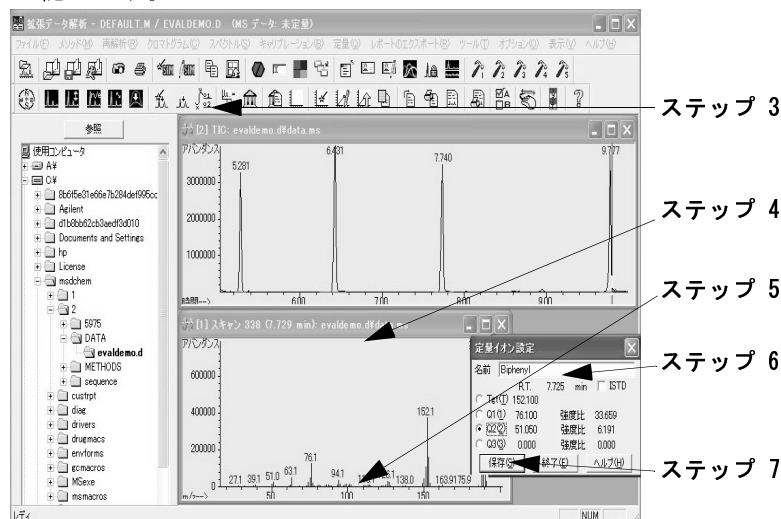 拡張データ解析 - DEFAULT.M / EVALDEMO.D (MS データ: 未定量)
ファイル(F) メソッド(M) 再解析(R) クロマトグラム(C) スペクトル(S) キャリブレーション(B) 定量(Q) レポートのエクスポート(R) ツール(T) オプション(O) 表示(V) ヘルプ(H)
ステップ 3
参照
使用コンピュータ
A¥
C¥
8b6f5e31e66e7b284def995cc
Agilent
d1b8bb62cb3aedf3d010
Documents and Settings
hp
License
msdchem
1
2
5975
DATA
evaldemo.d
METHODS
sequence
custrpt
diag
drivers
drugmacs
envforms
gcmacros
MSexe
msmacros
[2] TIC: evaldemo.d¥data.ms
アバンダンス
5.281
6.431
7.740
9.777
3000000
2000000
1000000
時間-->
6.00
7.00
8.00
9.00
ステップ 4
ステップ 5
[1] スキャン 338 (7.729 min): evaldemo.d¥data.ms
アバンダンス
600000
400000
200000
0
27.1 39.1 51.0 63.1 76.1 94.1 138.0 152.1 163.9 175.9
m/z-->
50
100
150
定量イオン設定
名前 Biphenyl
R.T. 7.725 min ISTD
Tgt(T) 152.100
Q1(1) 76.100 強度比 33.659
Q2(2) 51.050 強度比 6.191
Q3(3) 0.000 強度比 0.000
保存(S) 終了(E) ヘルプ(H)
ステップ 6
ステップ 7
レディ
NUM